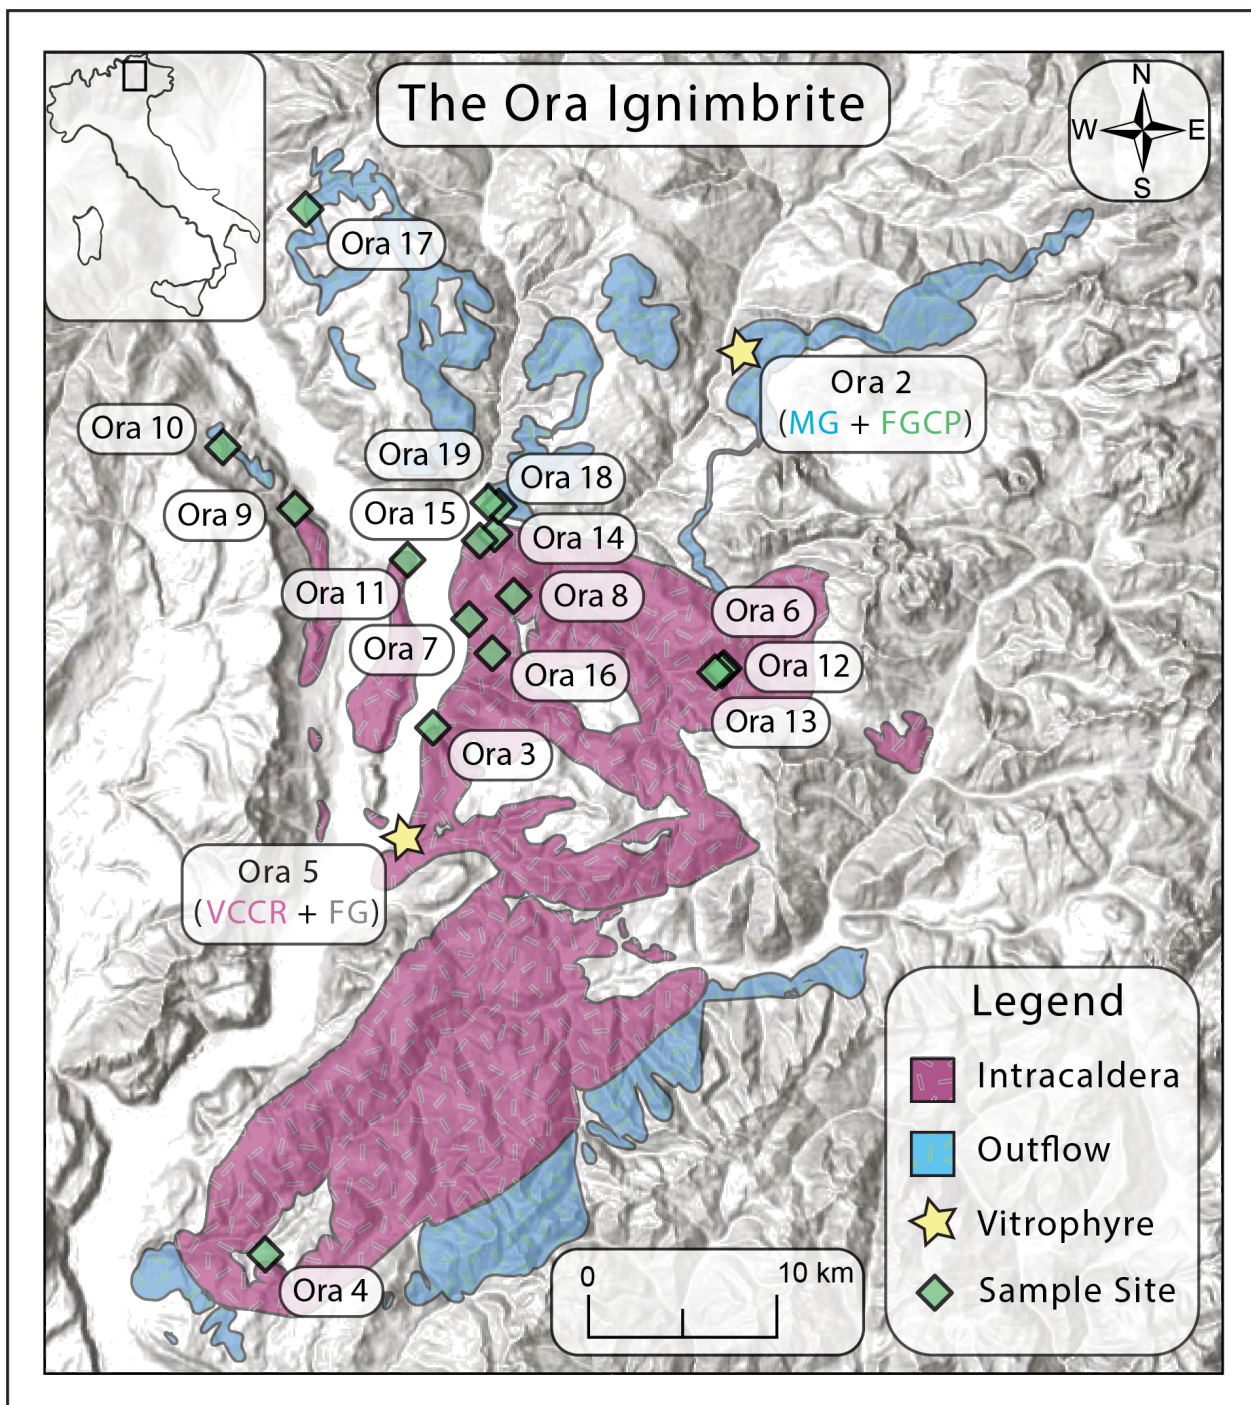 The Ora Ignimbrite
N
W E
S
Ora 17
Ora 2
(MG + FGCP)
Ora 10
Ora 19
Ora 18
Ora 9
Ora 15
Ora 14
Ora 11
Ora 8
Ora 6
Ora 7
Ora 12
Ora 16
Ora 13
Ora 3
Ora 5
(VCCR + FG)
Legend
Intracaldera
Outflow
Vitrophyre
Sample Site
0 10 km
Ora 4